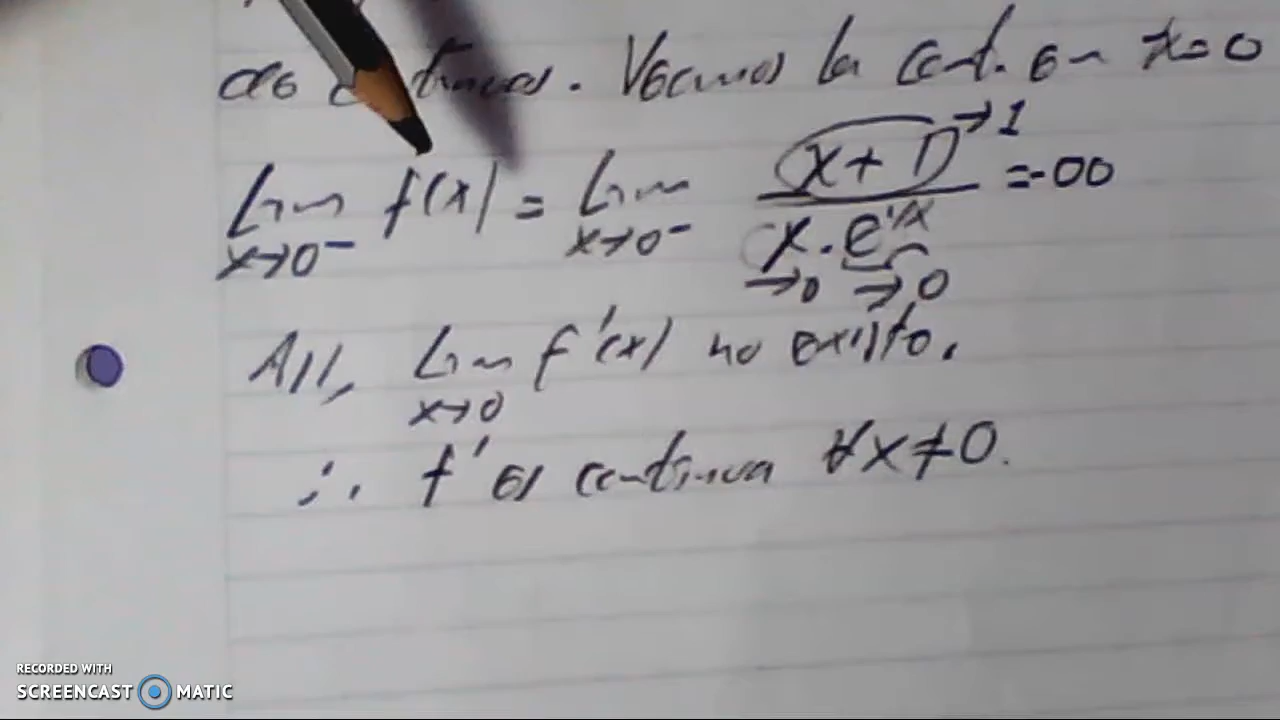 continuas. Veamos la cont. en x=0
Lim x→0⁻ f(x) = Lim x→0⁻ (x+1)→1 / x→0 . e^1/x→0 = -∞
Así, Lim x→0 f'(x) no existe.
∴ f' es continua ∀x≠0.
RECORDED WITH
SCREENCAST MATIC